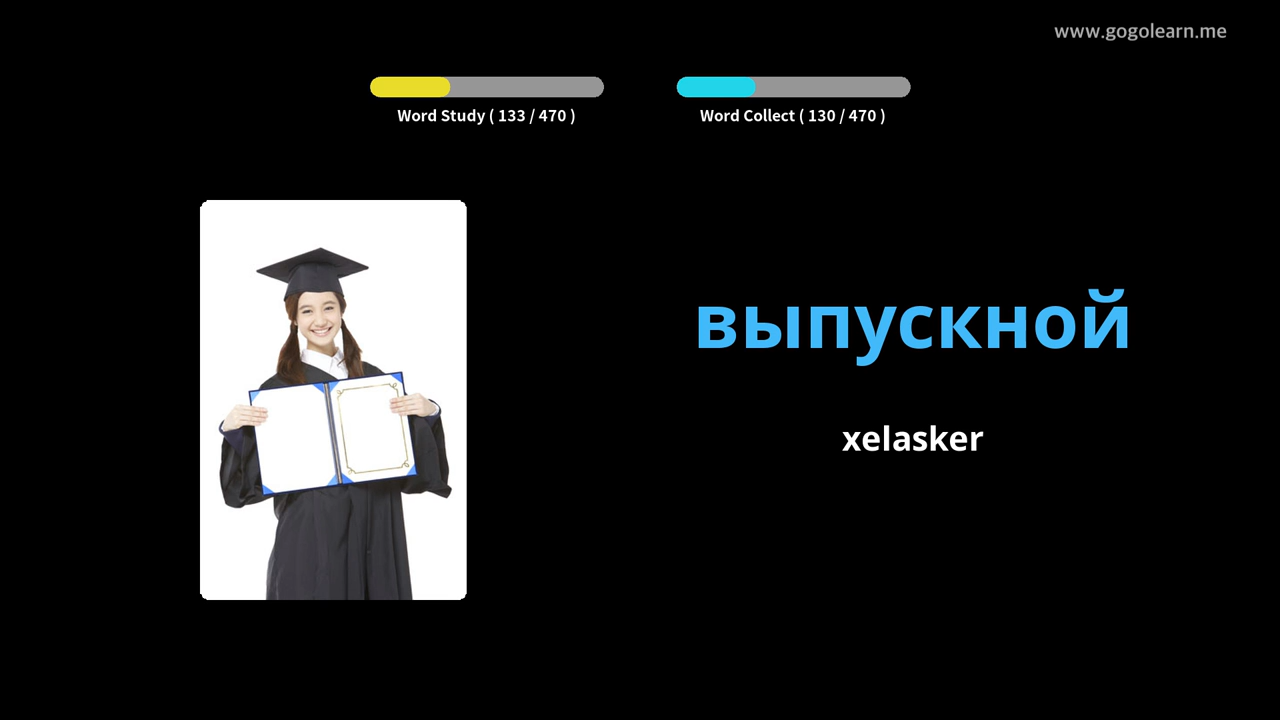 www.gogolearn.me
Word Study ( 133 / 470 )
Word Collect ( 130 / 470 )
выпускной
xelasker